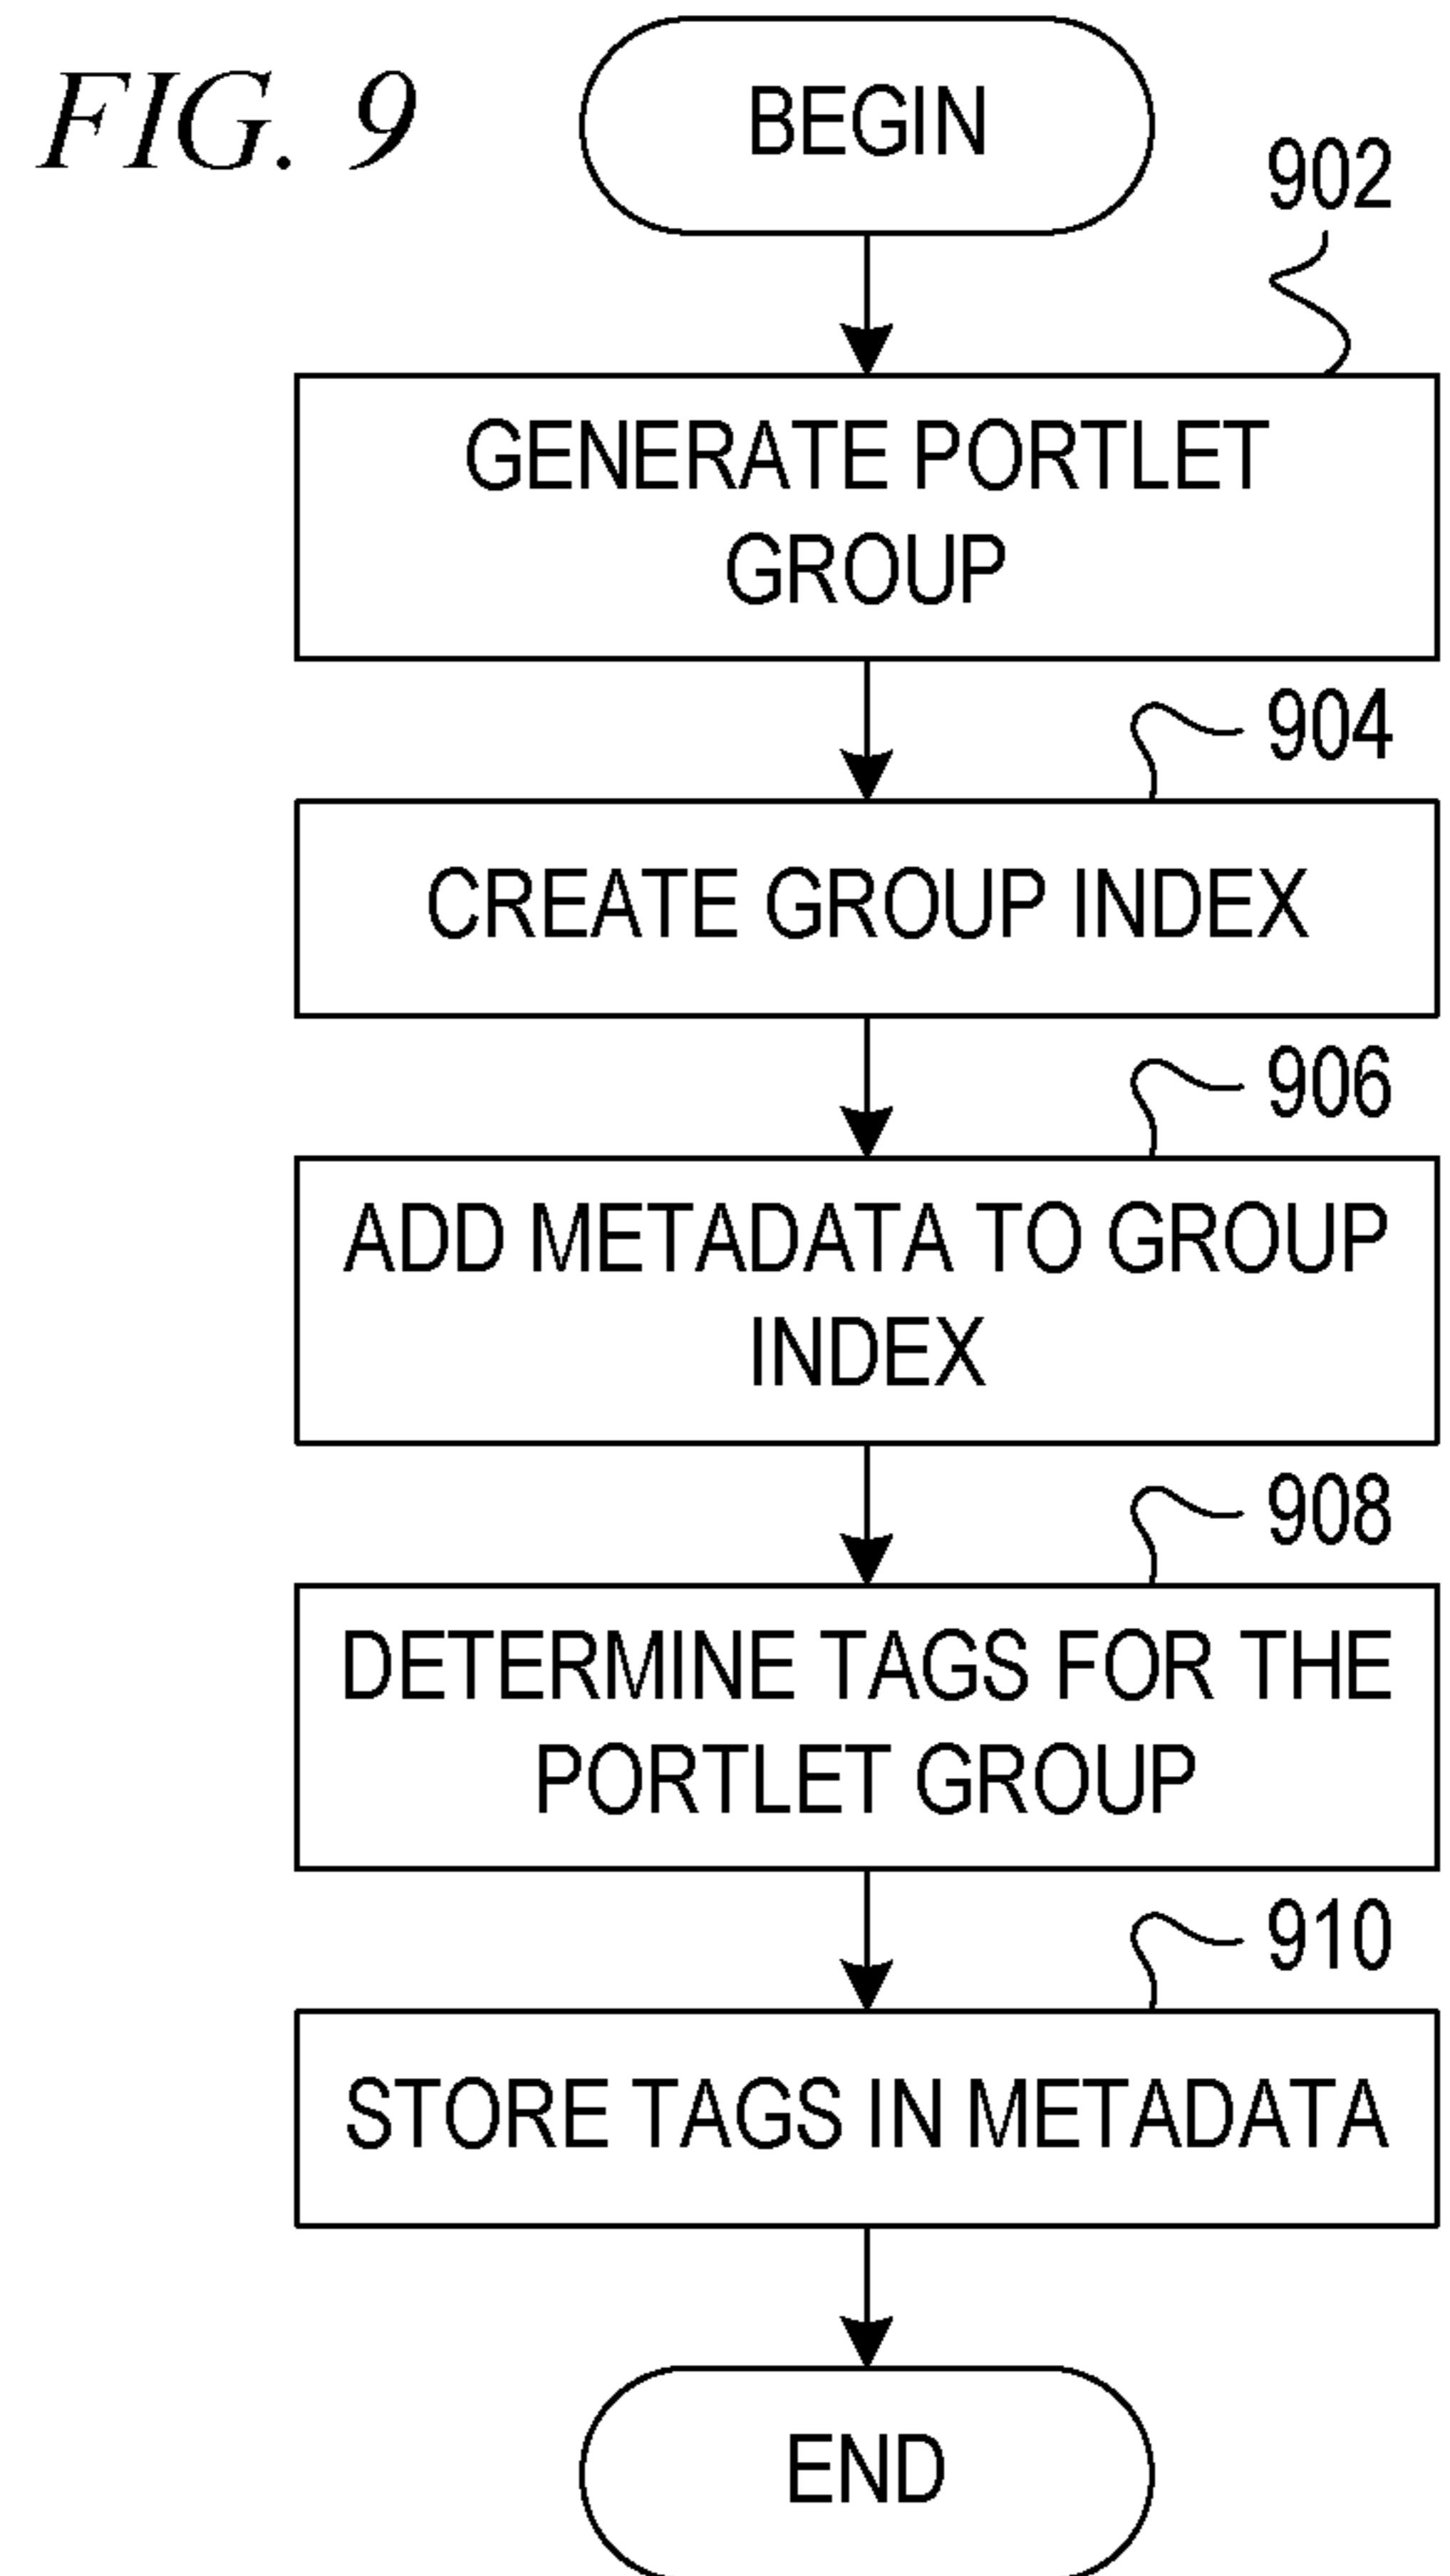 FIG. 9
BEGIN
902
GENERATE PORTLET
GROUP
904
CREATE GROUP INDEX
906
ADD METADATA TO GROUP
INDEX
908
DETERMINE TAGS FOR THE
PORTLET GROUP
910
STORE TAGS IN METADATA
END